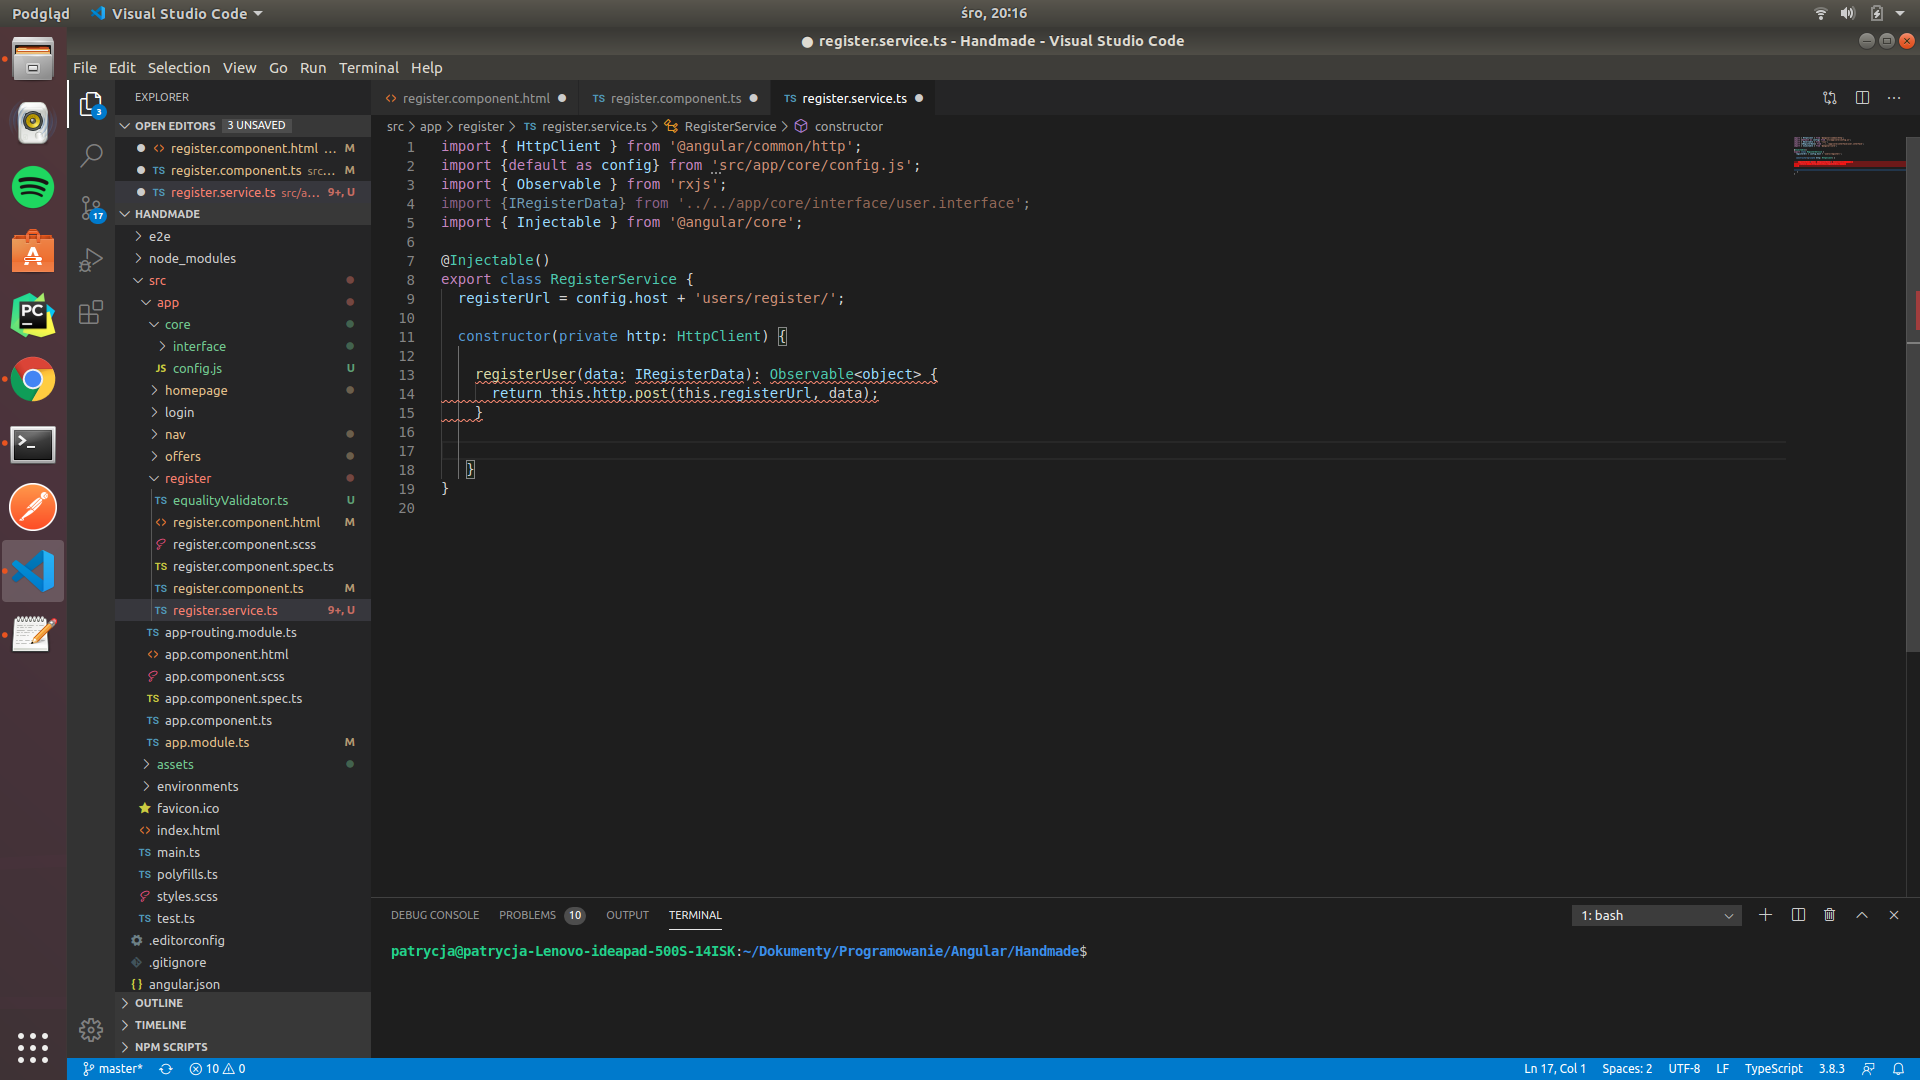 Podgląd Visual Studio Code śro, 20:16
● register.service.ts - Handmade - Visual Studio Code
File Edit Selection View Go Run Terminal Help
EXPLORER
OPEN EDITORS 3 UNSAVED
register.component.html ... M
register.component.ts src... M
register.service.ts src/a... 9+, U
HANDMADE
e2e
node_modules
src
app
core
interface
JS config.js U
homepage
login
nav
offers
register
TS equalityValidator.ts U
register.component.html M
register.component.scss
TS register.component.spec.ts
TS register.component.ts M
TS register.service.ts 9+, U
TS app-routing.module.ts
app.component.html
app.component.scss
TS app.component.spec.ts
TS app.component.ts
TS app.module.ts M
assets
environments
favicon.ico
index.html
TS main.ts
TS polyfills.ts
styles.scss
TS test.ts
.editorconfig
.gitignore
{} angular.json
OUTLINE
TIMELINE
NPM SCRIPTS
3
17
register.component.html ● TS register.component.ts ● TS register.service.ts ●
src > app > register > TS register.service.ts > RegisterService > constructor
1 import { HttpClient } from '@angular/common/http';
2 import {default as config} from 'src/app/core/config.js';
3 import { Observable } from 'rxjs';
4 import {IRegisterData} from '../../app/core/interface/user.interface';
5 import { Injectable } from '@angular/core';
6
7 @Injectable()
8 export class RegisterService {
9 registerUrl = config.host + 'users/register/';
10
11 constructor(private http: HttpClient) {
12
13 registerUser(data: IRegisterData): Observable<object> {
14 return this.http.post(this.registerUrl, data);
15 }
16
17
18 }
19 }
20
DEBUG CONSOLE PROBLEMS 10 OUTPUT TERMINAL 1: bash
patrycja@patrycja-Lenovo-ideapad-500S-14ISK:~/Dokumenty/Programowanie/Angular/Handmade$
master* 10 0 Ln 17, Col 1 Spaces: 2 UTF-8 LF TypeScript 3.8.3